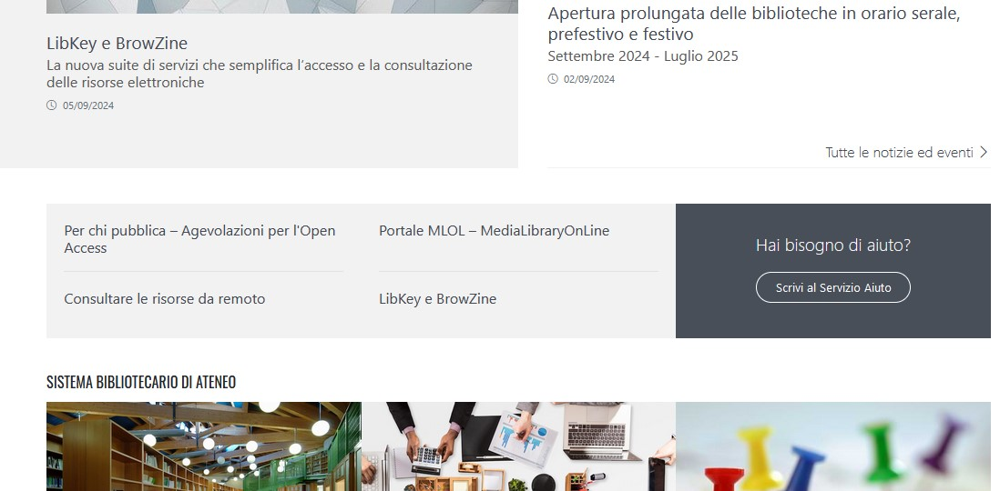 LibKey e BrowZine
La nuova suite di servizi che semplifica l'accesso e la consultazione
delle risorse elettroniche
05/09/2024
Apertura prolungata delle biblioteche in orario serale,
prefestivo e festivo
Settembre 2024 - Luglio 2025
02/09/2024
Tutte le notizie ed eventi
Per chi pubblica – Agevolazioni per l'Open
Access
Portale MLOL – MediaLibraryOnLine
Consultare le risorse da remoto
LibKey e BrowZine
Hai bisogno di aiuto?
Scrivi al Servizio Aiuto
SISTEMA BIBLIOTECARIO DI ATENEO